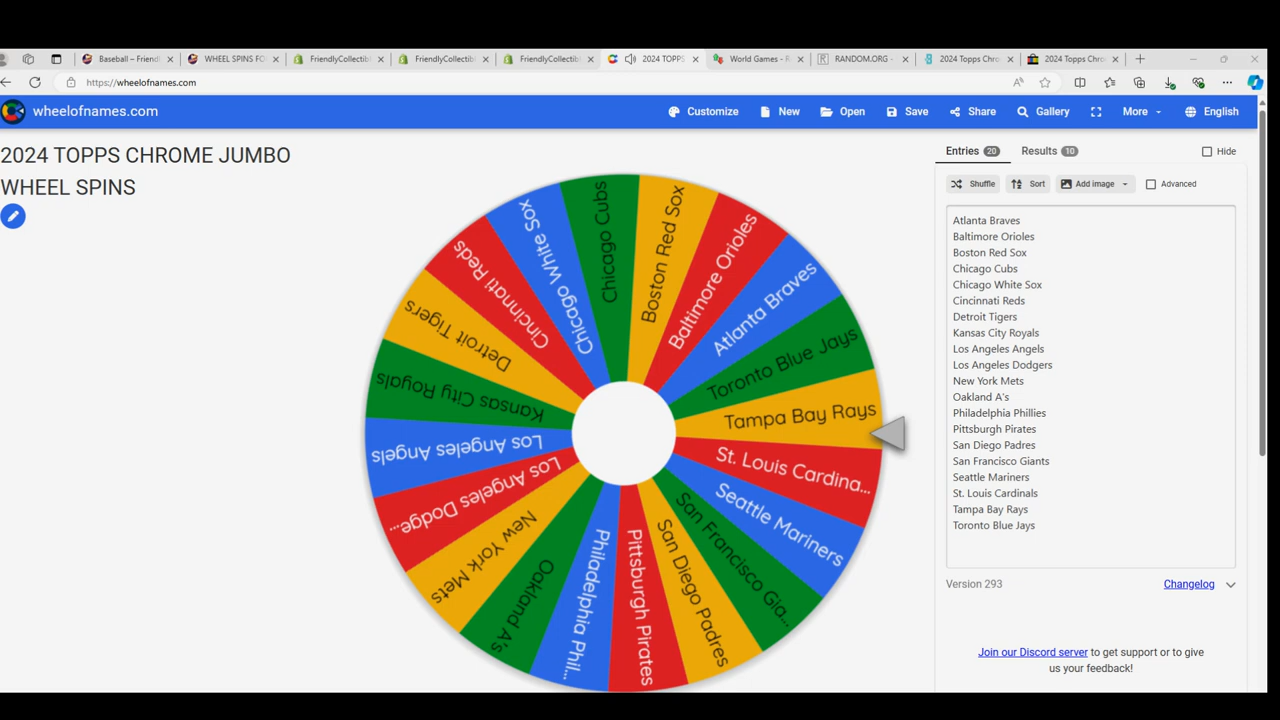 Baseball – Friendl
WHEEL SPINS FO
FriendlyCollectibl
FriendlyCollectibl
FriendlyCollectibl
2024 TOPPS
World Games - R
RANDOM.ORG -
2024 Topps Chro
2024 Topps Chro
https://wheelofnames.com
wheelofnames.com
Customize
New
Open
Save
Share
Gallery
More
English
2024 TOPPS CHROME JUMBO
WHEEL SPINS
Entries 20
Results 10
Hide
Shuffle
Sort
Add image
Advanced
Atlanta Braves
Baltimore Orioles
Boston Red Sox
Chicago Cubs
Chicago White Sox
Cincinnati Reds
Detroit Tigers
Kansas City Royals
Los Angeles Angels
Los Angeles Dodgers
New York Mets
Oakland A's
Philadelphia Phillies
Pittsburgh Pirates
San Diego Padres
San Francisco Giants
Seattle Mariners
St. Louis Cardinals
Tampa Bay Rays
Toronto Blue Jays
Version 293
Changelog
Join our Discord server to get support or to give
us your feedback!
Chicago Cubs
Boston Red Sox
Baltimore Orioles
Atlanta Braves
Toronto Blue Jays
Tampa Bay Rays
St. Louis Cardina...
Seattle Mariners
San Francisco Gia...
San Diego Padres
Pittsburgh Pirates
Philadelphia Phil...
Oakland A's
New York Mets
Los Angeles Dodge...
Los Angeles Angels
Kansas City Royals
Detroit Tigers
Cincinnati Reds
Chicago White Sox